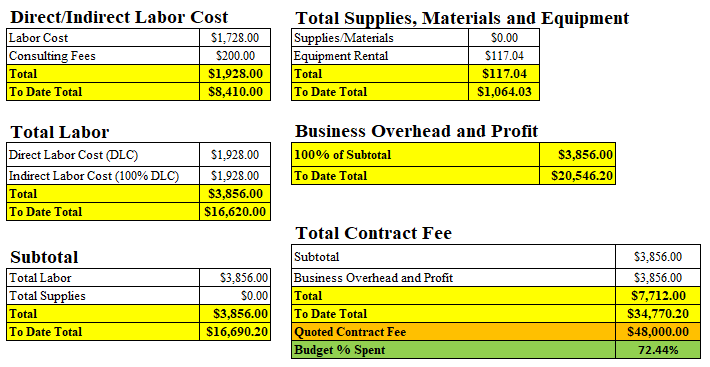 Direct/Indirect Labor Cost
Labor Cost $1,728.00
Consulting Fees $200.00
Total $1,928.00
To Date Total $8,410.00
Total Supplies, Materials and Equipment
Supplies/Materials $0.00
Equipment Rental $117.04
Total $117.04
To Date Total $1,064.03
Total Labor
Direct Labor Cost (DLC) $1,928.00
Indirect Labor Cost (100% DLC) $1,928.00
Total $3,856.00
To Date Total $16,620.00
Business Overhead and Profit
100% of Subtotal $3,856.00
To Date Total $20,546.20
Subtotal
Total Labor $3,856.00
Total Supplies $0.00
Total $3,856.00
To Date Total $16,690.20
Total Contract Fee
Subtotal $3,856.00
Business Overhead and Profit $3,856.00
Total $7,712.00
To Date Total $34,770.20
Quoted Contract Fee $48,000.00
Budget % Spent 72.44%